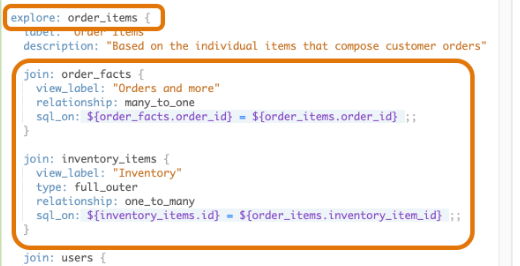 explore: order_items {
label: "Order Items"
description: "Based on the individual items that compose customer orders"
join: order_facts {
view_label: "Orders and more"
relationship: many_to_one
sql_on: ${order_facts.order_id} = ${order_items.order_id} ;;
}
join: inventory_items {
view_label: "Inventory"
type: full_outer
relationship: one_to_many
sql_on: ${inventory_items.id} = ${order_items.inventory_item_id} ;;
}
join: users {